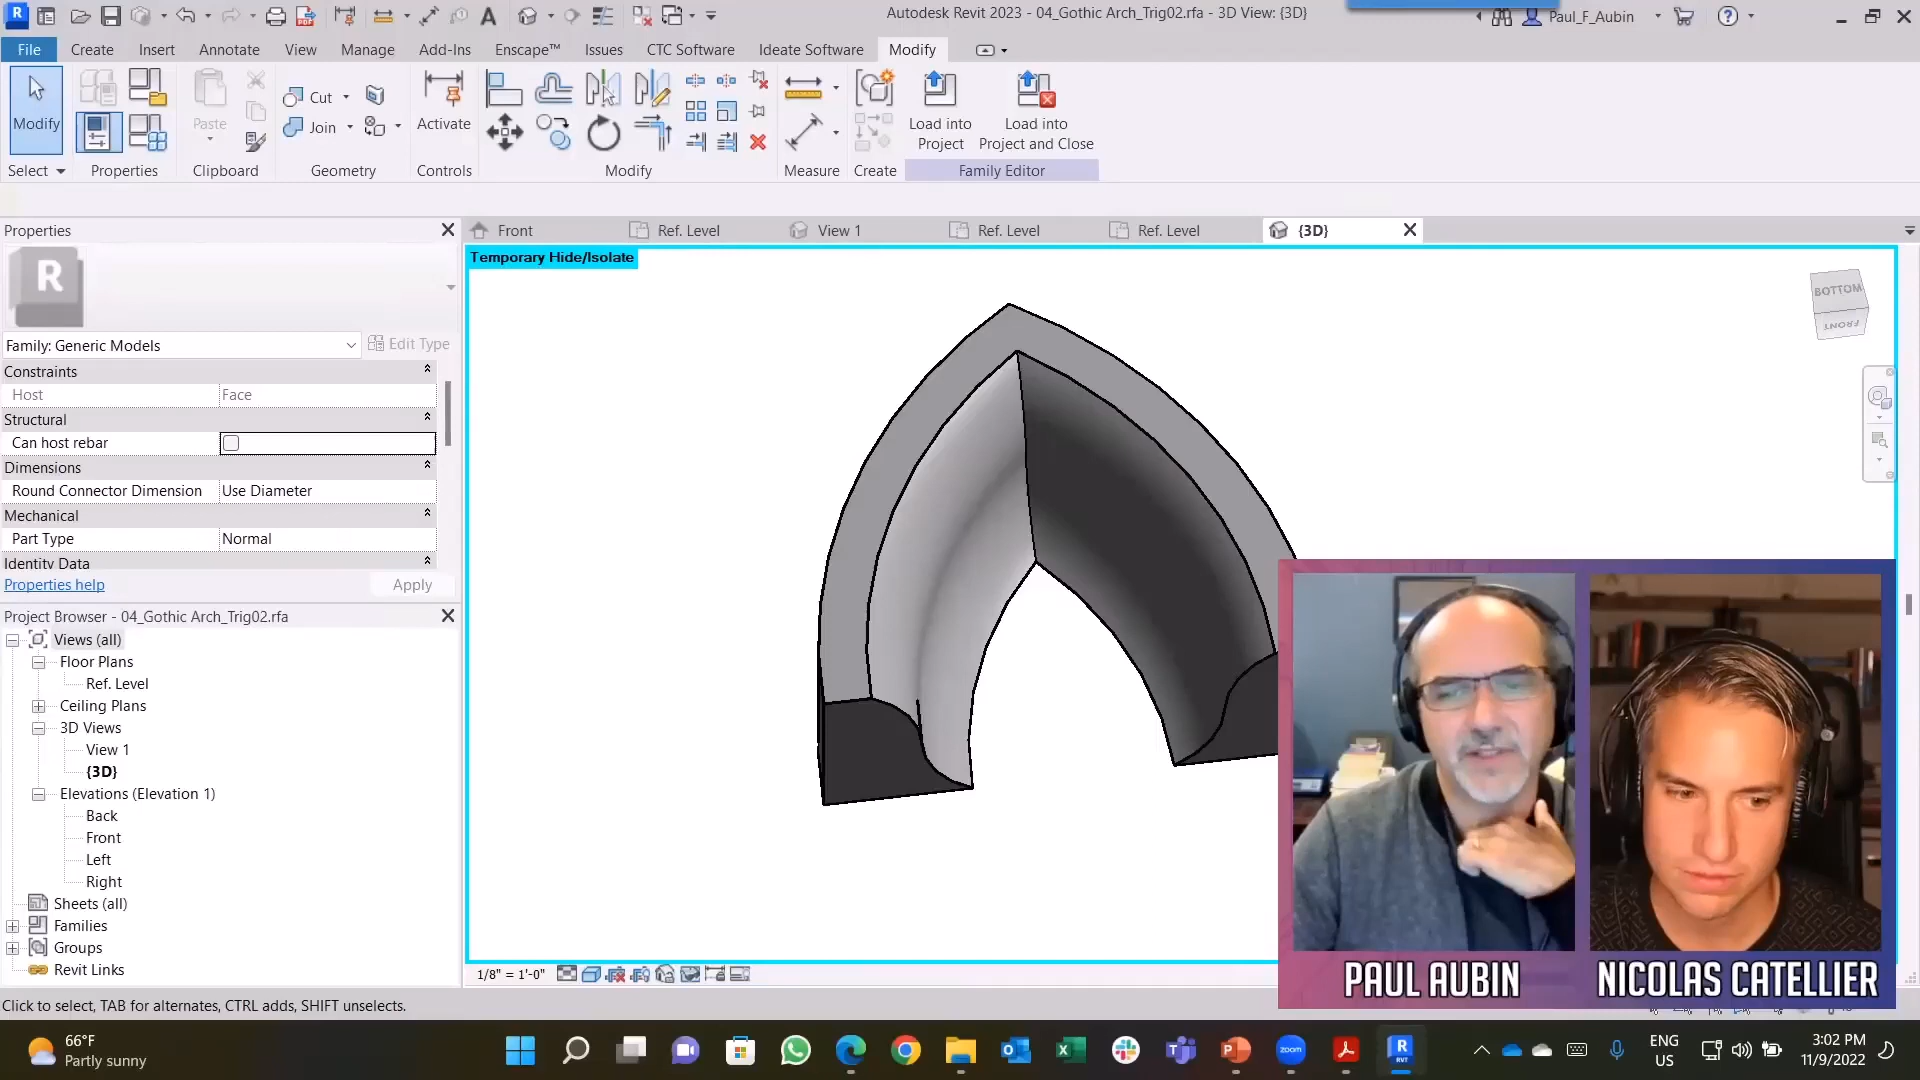 Autodesk Revit 2023 - 04_Gothic Arch_Trig02.rfa - 3D View: {3D}
Paul_F_Aubin
File Create Insert Annotate View Manage Add-Ins Enscape™ Issues CTC Software Ideate Software Modify
Modify
Paste
Cut
Join
Activate
Load into Project
Load into Project and Close
Select Properties Clipboard Geometry Controls Modify Measure Create Family Editor
Properties
Front Ref. Level View 1 Ref. Level Ref. Level {3D}
Temporary Hide/Isolate
BOTTOM
FRONT
R
Family: Generic Models
Edit Type
Constraints
Host Face
Structural
Can host rebar
Dimensions
Round Connector Dimension Use Diameter
Mechanical
Part Type Normal
Identity Data
Properties help
Apply
Project Browser - 04_Gothic Arch_Trig02.rfa
Views (all)
Floor Plans
Ref. Level
Ceiling Plans
3D Views
View 1
{3D}
Elevations (Elevation 1)
Back
Front
Left
Right
Sheets (all)
Families
Groups
Revit Links
1/8" = 1'-0"
PAUL AUBIN
NICOLAS CATELLIER
Click to select, TAB for alternates, CTRL adds, SHIFT unselects.
66°F
Partly sunny
zoom
R
RVT
ENG
US
3:02 PM
11/9/2022